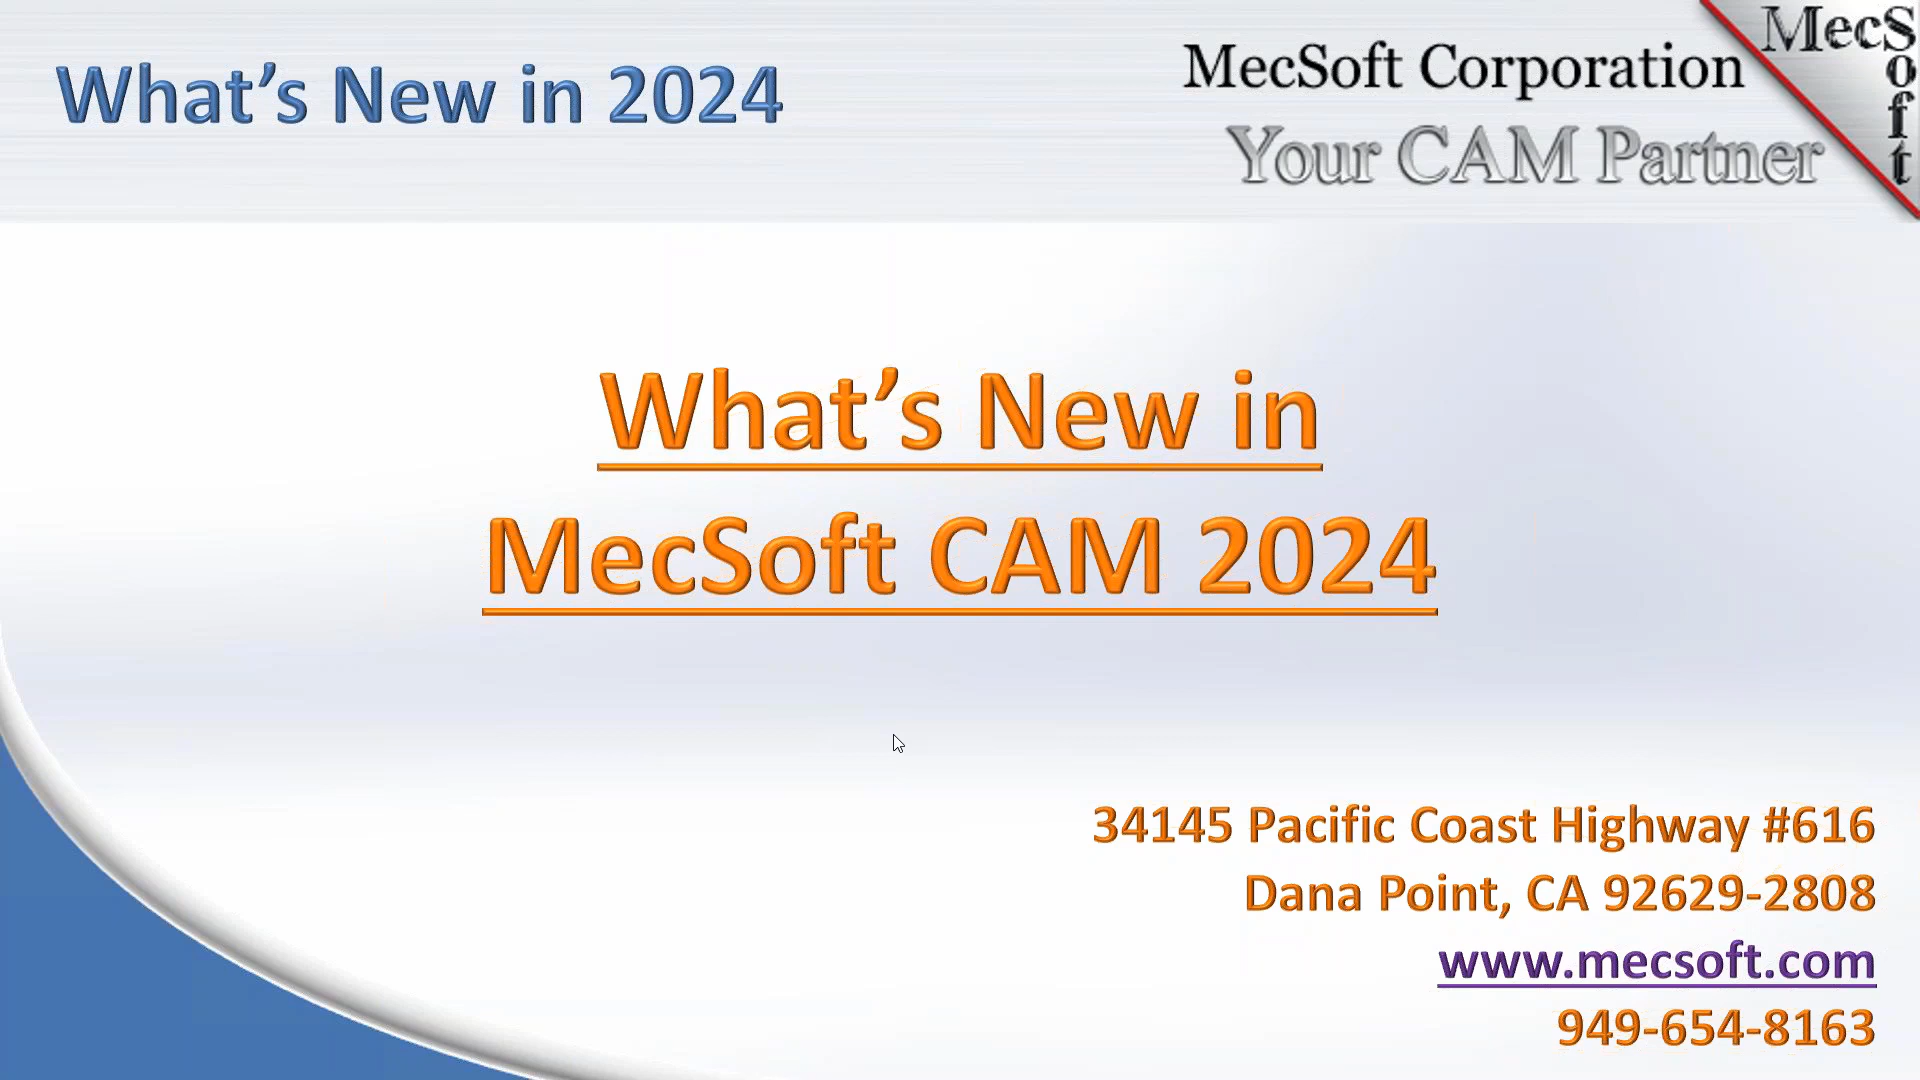 What’s New in 2024
MecSoft Corporation
Your CAM Partner
MecSoft
What’s New in
MecSoft CAM 2024
34145 Pacific Coast Highway #616
Dana Point, CA 92629-2808
www.mecsoft.com
949-654-8163